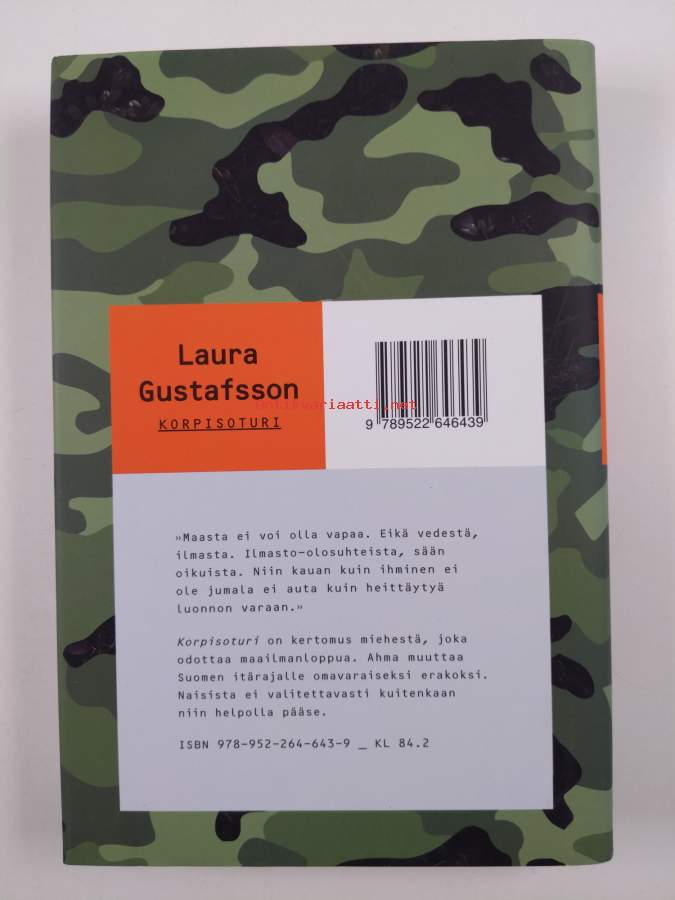 Laura
Gustafsson
KORPISOTURI
antikvariaatti.net
9 789522 646439
»Maasta ei voi olla vapaa. Eikä vedestä,
ilmasta. Ilmasto-olosuhteista, sään
oikuista. Niin kauan kuin ihminen ei
ole jumala ei auta kuin heittäytyä
luonnon varaan.»
Korpisoturi on kertomus miehestä, joka
odottaa maailmanloppua. Ahma muuttaa
Suomen itärajalle omavaraiseksi erakoksi.
Naisista ei valitettavasti kuitenkaan
niin helpolla pääse.
ISBN 978-952-264-643-9 _ KL 84.2